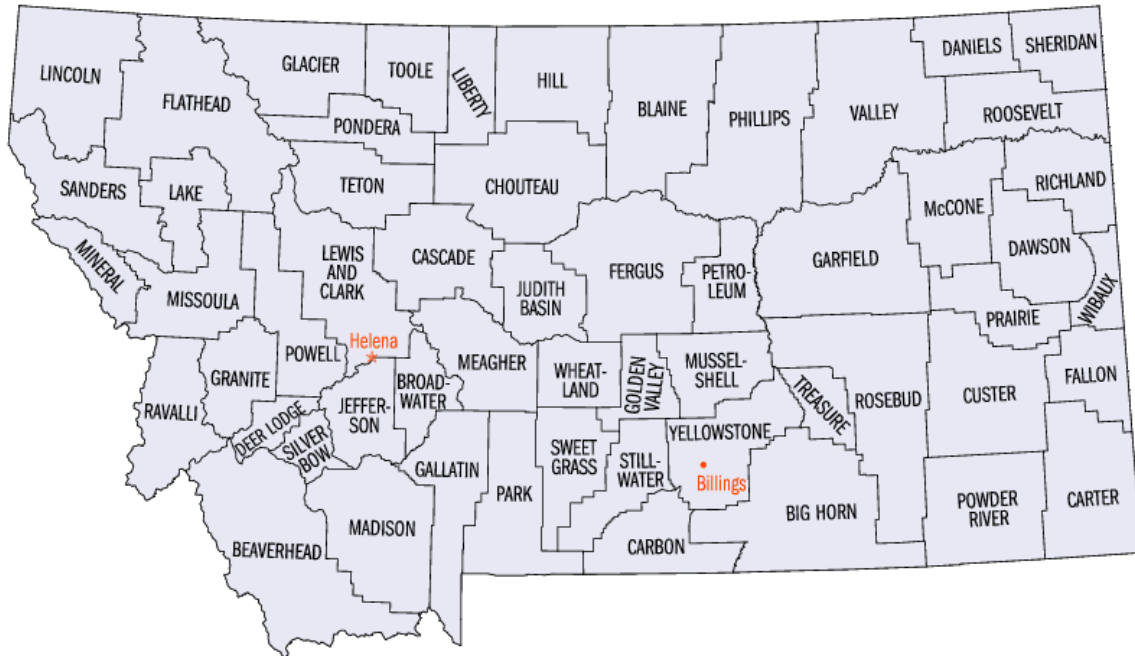 LINCOLN
FLATHEAD
GLACIER
TOOLE
LIBERTY
HILL
BLAINE
PHILLIPS
VALLEY
DANIELS
SHERIDAN
ROOSEVELT
PONDERA
TETON
CHOUTEAU
SANDERS
LAKE
McCONE
RICHLAND
MINERAL
MISSOULA
LEWIS
AND
CLARK
CASCADE
JUDITH
BASIN
FERGUS
PETRO-
LEUM
GARFIELD
DAWSON
WIBAUX
PRAIRIE
Helena
POWELL
GRANITE
RAVALLI
DEER LODGE
SILVER
BOW
JEFFER-
SON
BROAD-
WATER
MEAGHER
WHEAT-
LAND
GOLDEN
VALLEY
MUSSEL-
SHELL
TREASURE
ROSEBUD
CUSTER
FALLON
GALLATIN
PARK
SWEET
GRASS
STILL-
WATER
YELLOWSTONE
Billings
BIG HORN
POWDER
RIVER
CARTER
BEAVERHEAD
MADISON
CARBON